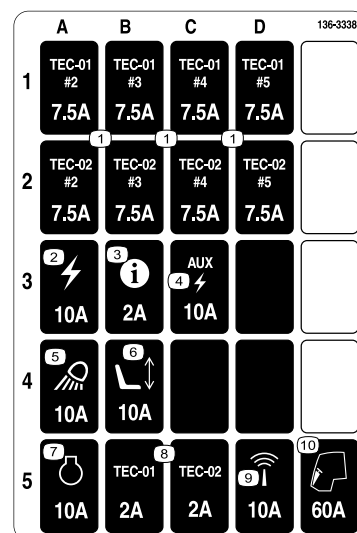 A B C D 136-3338
1
TEC-01 TEC-01 TEC-01 TEC-01
#2 #3 #4 #5
7.5A 7.5A 7.5A 7.5A
1 1 1
2
TEC-02 TEC-02 TEC-02 TEC-02
#2 #3 #4 #5
7.5A 7.5A 7.5A 7.5A
3
2 3 i 4 AUX
10A 2A 10A
4
5 6
10A 10A
5
7 8 9 10
TEC-01 TEC-02
10A 2A 2A 10A 60A